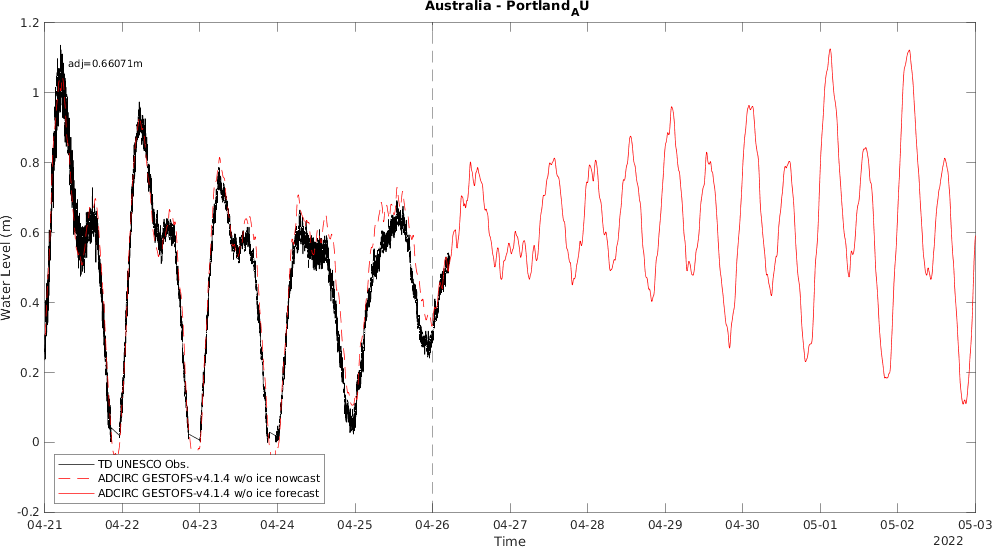 Australia - Portland_AU
adj=0.66071m
Water Level (m)
1.2
1
0.8
0.6
0.4
0.2
0
-0.2
TD UNESCO Obs.
ADCIRC GESTOFS-v4.1.4 w/o ice nowcast
ADCIRC GESTOFS-v4.1.4 w/o ice forecast
04-21 04-22 04-23 04-24 04-25 04-26 04-27 04-28 04-29 04-30 05-01 05-02 05-03
Time
2022